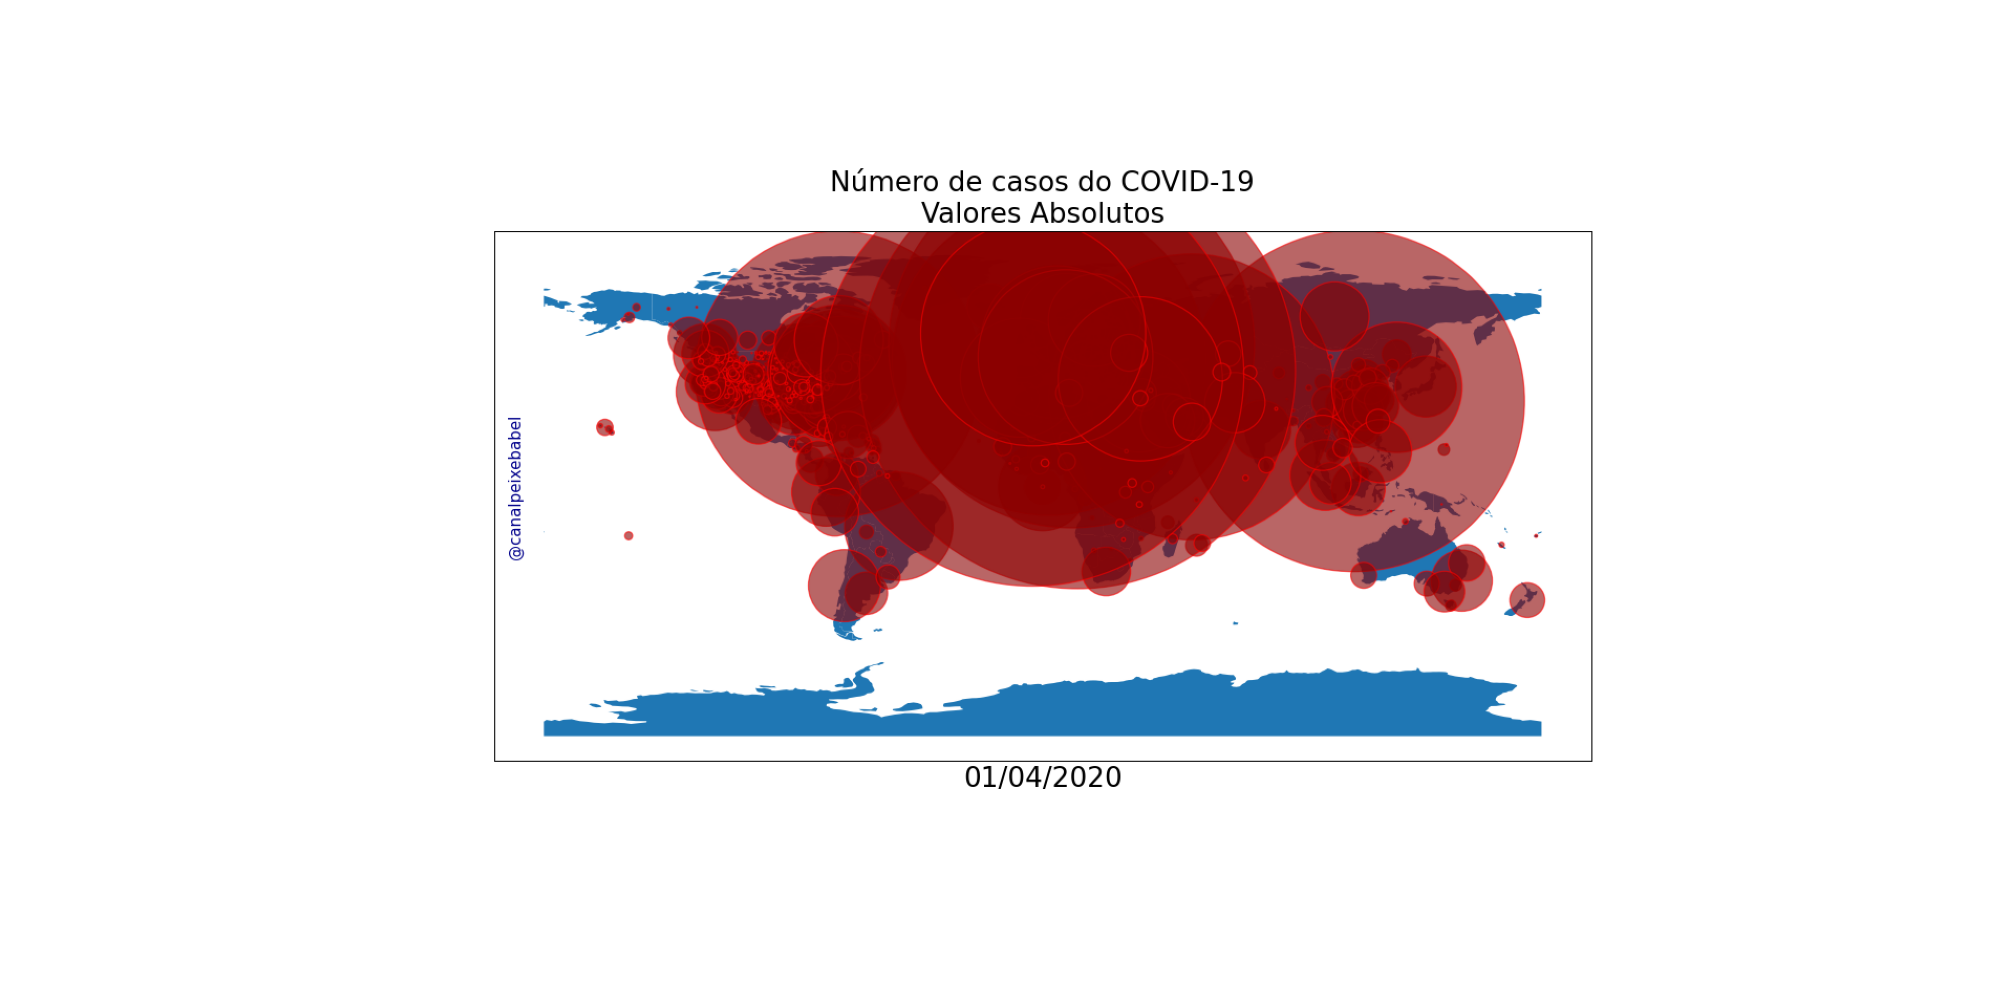 Número de casos do COVID-19
Valores Absolutos
@canalpeixebabel
01/04/2020